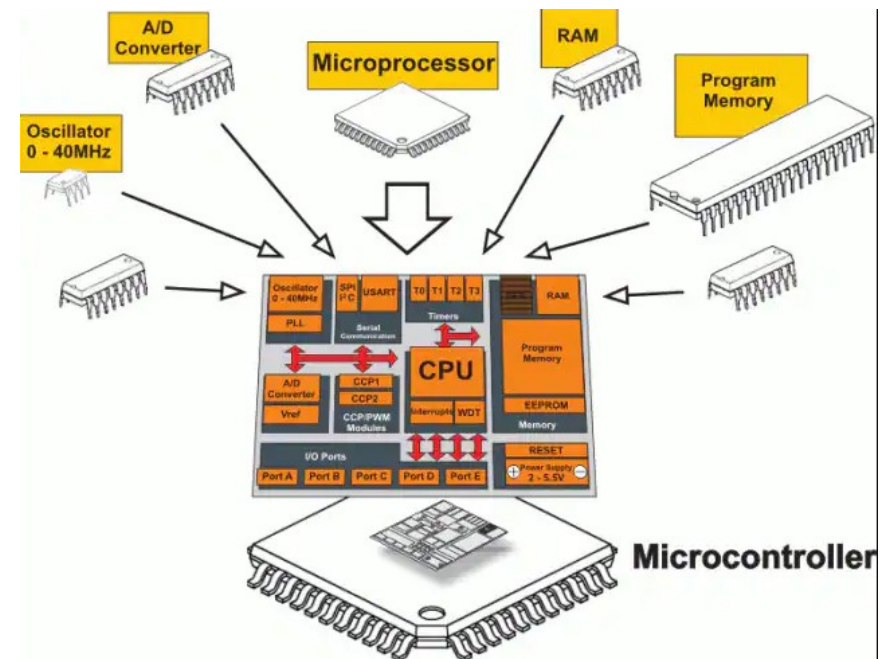 A/D
Converter
RAM
Microprocessor
Program
Memory
Oscillator
0 - 40MHz
Oscillator
0 - 40MHz
PLL
SPI
I²C
USART
Serial
Communication
T0
T1
T2
T3
Timers
RAM
Program
Memory
EEPROM
Memory
A/D
Converter
Vref
CCP1
CCP2
CCP/PWM
Modules
CPU
Interrupts
WDT
I/O Ports
Port A
Port B
Port C
Port D
Port E
RESET
Power Supply
2 - 5.5V
Microcontroller